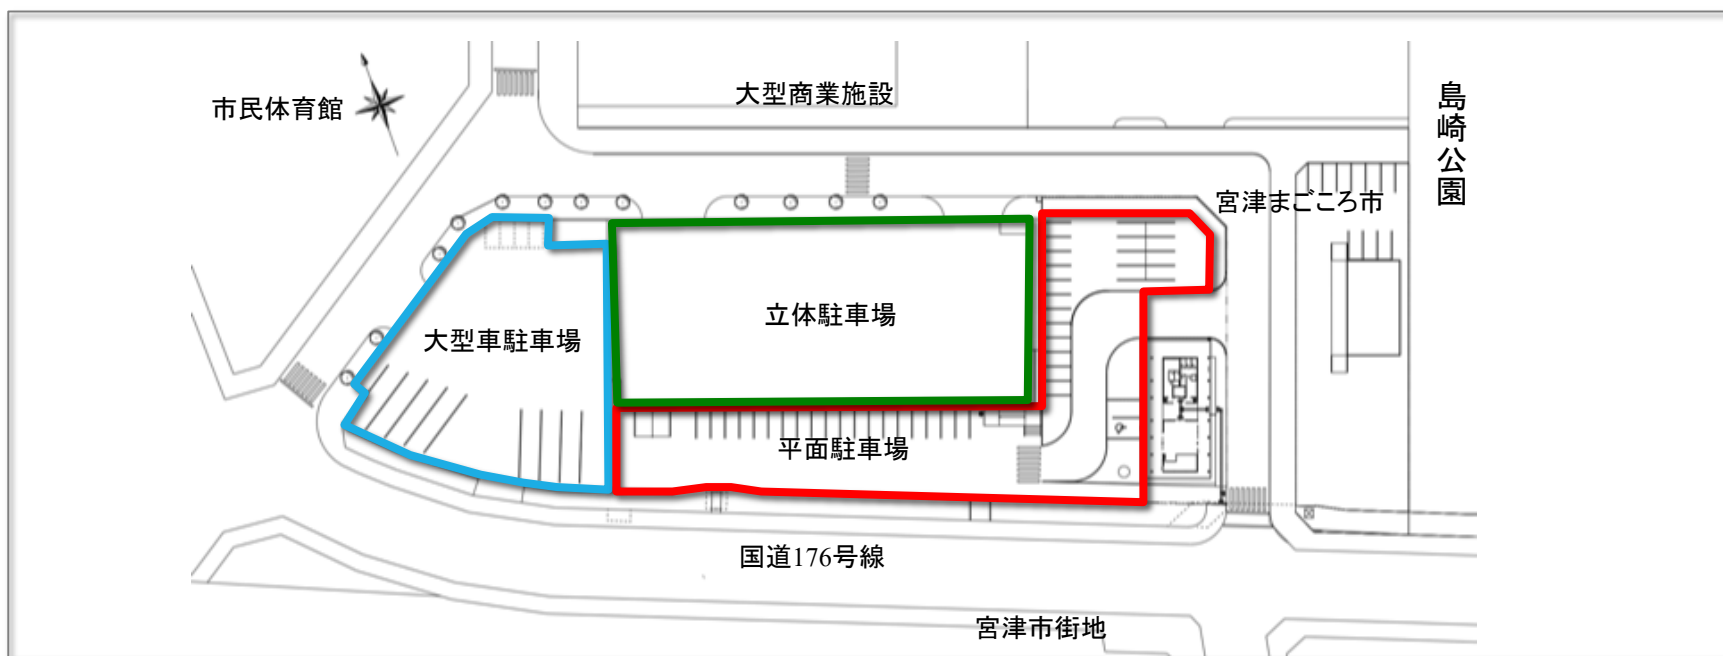 大型商業施設
市民体育館
島崎公園
宮津まごころ市
立体駐車場
大型車駐車場
平面駐車場
国道176号線
宮津市街地